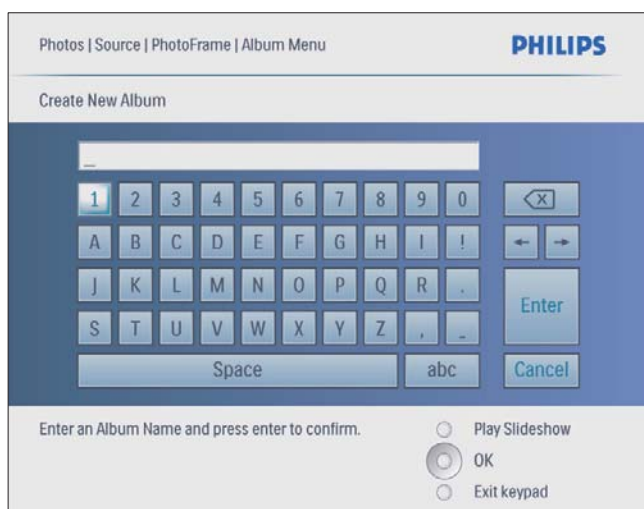 Photos | Source | PhotoFrame | Album Menu PHILIPS
Create New Album
_
1 2 3 4 5 6 7 8 9 0
A B C D E F G H I ! ← →
J K L M N O P Q R . Enter
S T U V W X Y Z , _
Space abc Cancel
Enter an Album Name and press enter to confirm. Play Slideshow
OK
Exit keypad